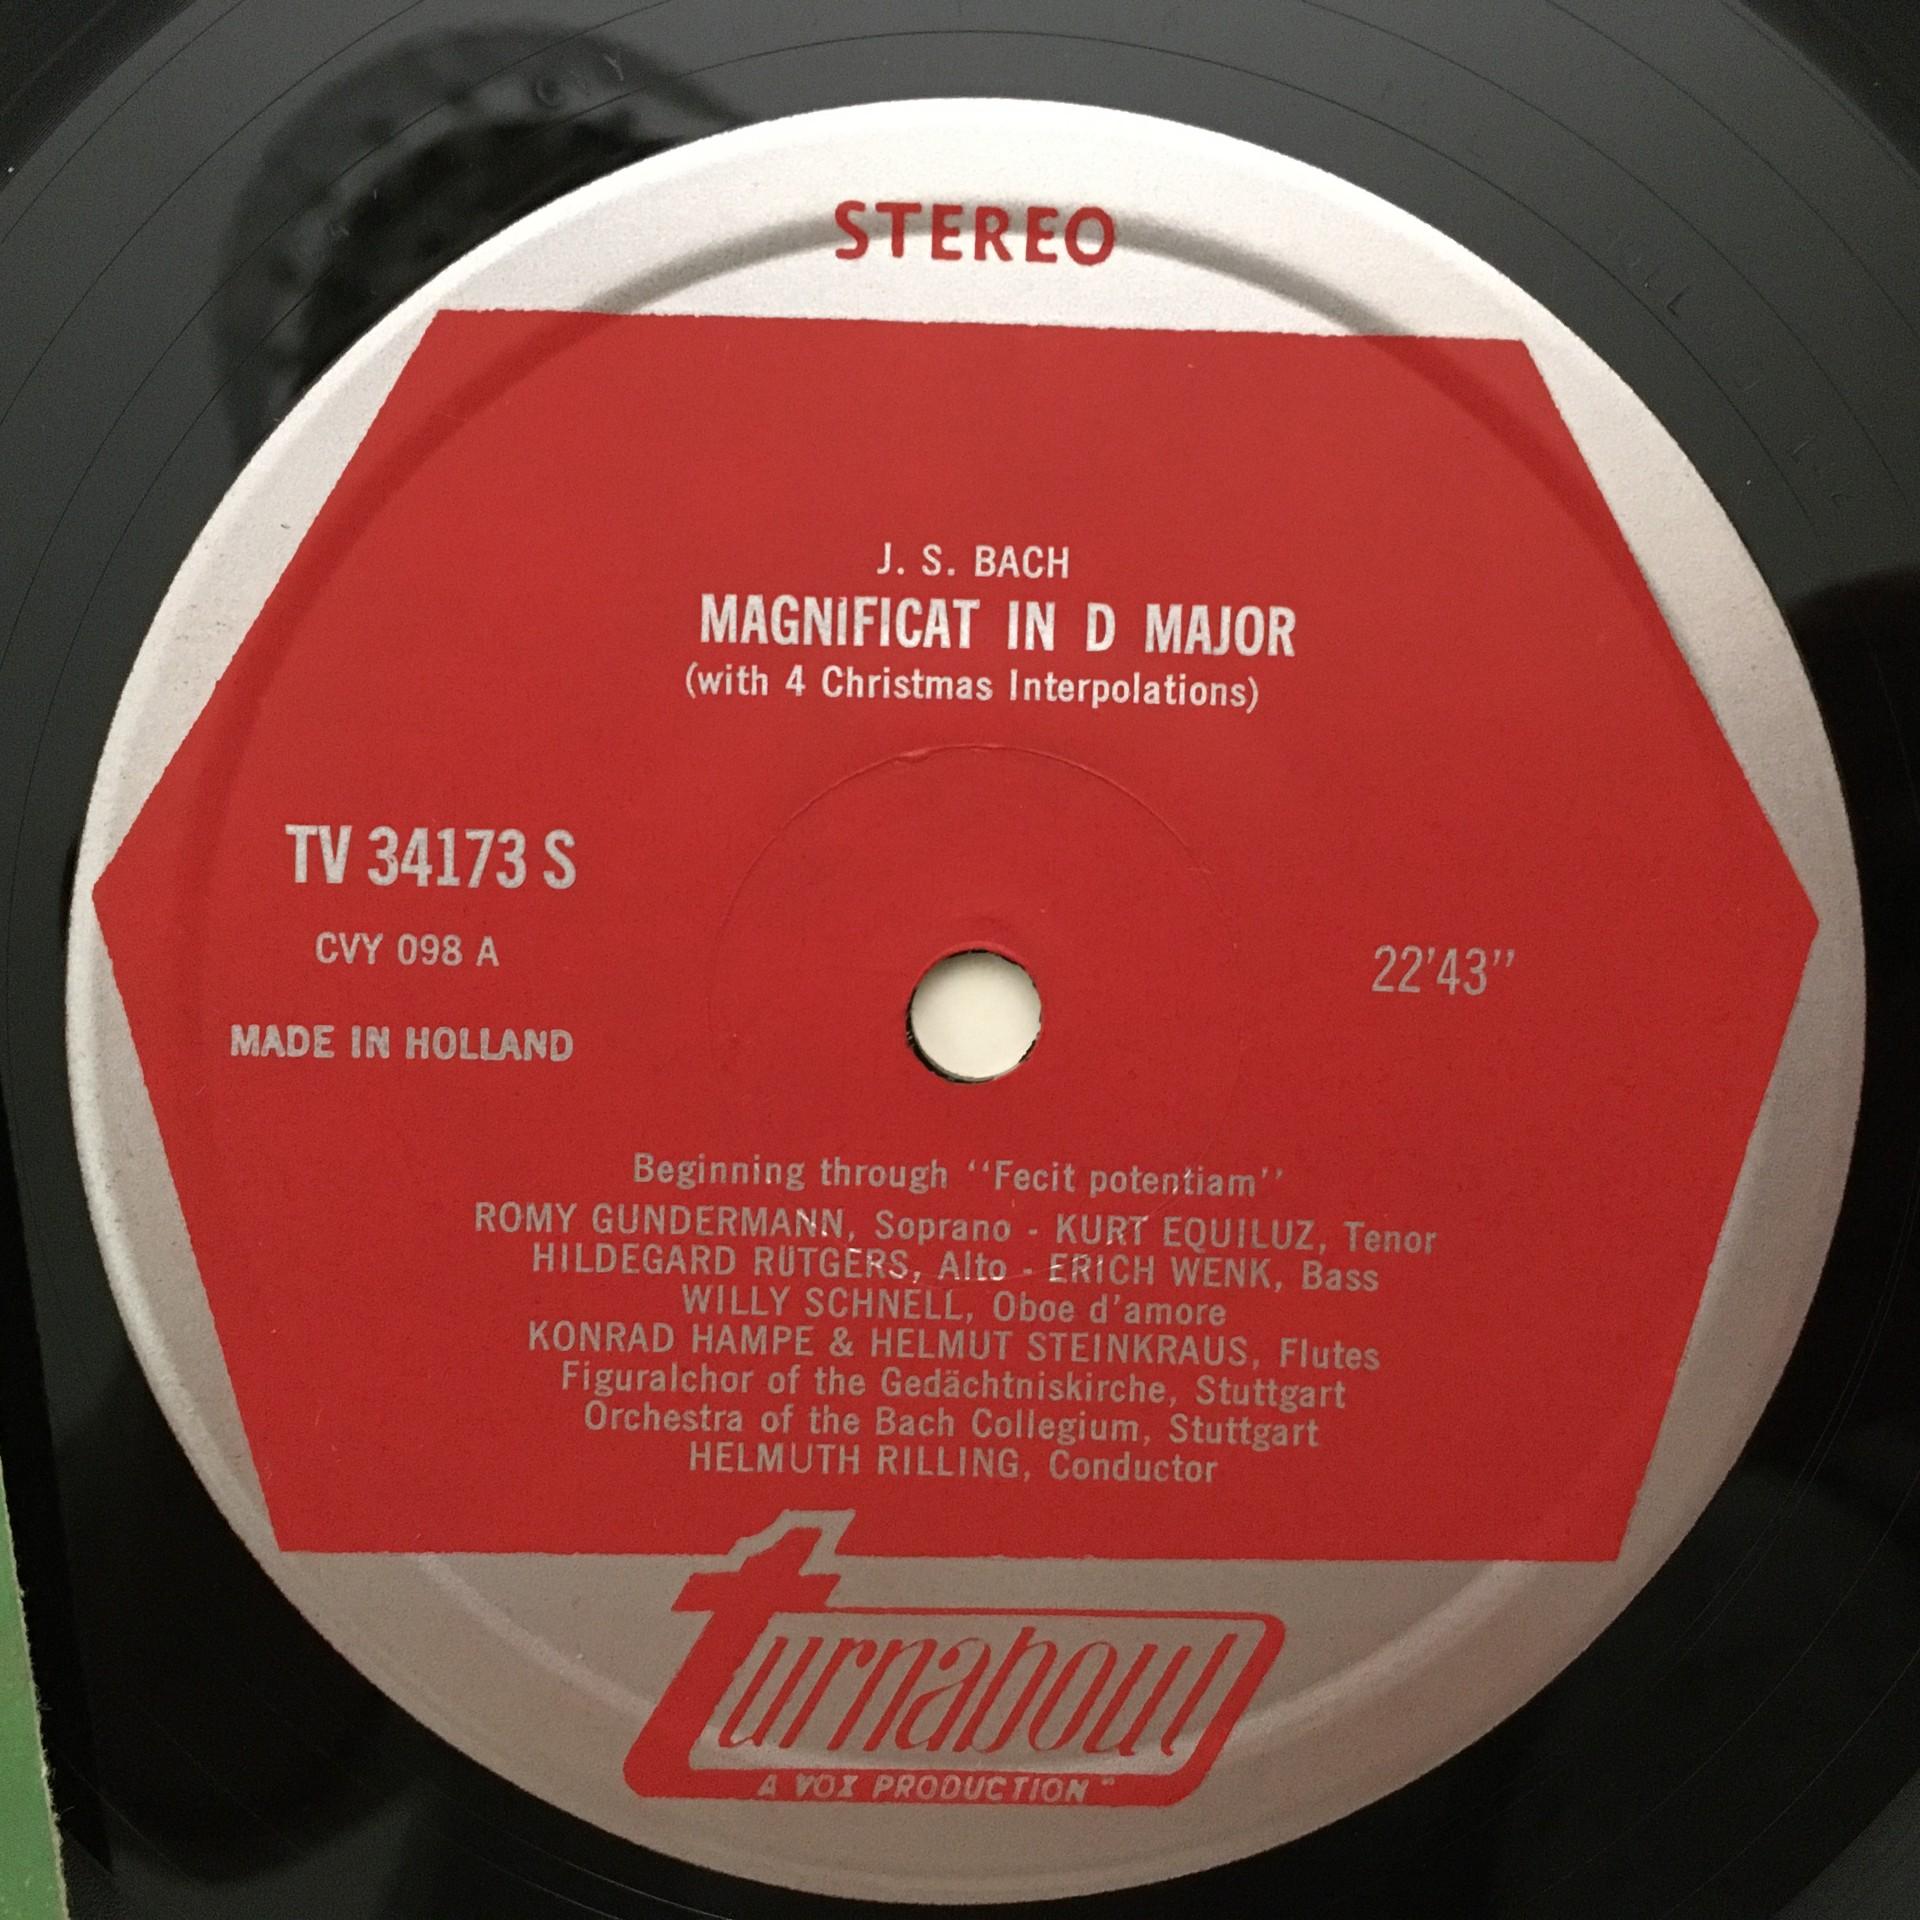 STEREO
J. S. BACH
MAGNIFICAT IN D MAJOR
(with 4 Christmas Interpolations)
TV 34173 S
CVY 098 A
22'43"
MADE IN HOLLAND
Beginning through "Fecit potentiam"
ROMY GUNDERMANN, Soprano - KURT EQUILUZ, Tenor
HILDEGARD RÜTGERS, Alto - ERICH WENK, Bass
WILLY SCHNELL, Oboe d'amore
KONRAD HAMPE & HELMUT STEINKRAUS, Flutes
Figuralchor of the Gedächtniskirche, Stuttgart
Orchestra of the Bach Collegium, Stuttgart
HELMUTH RILLING, Conductor
turnabout
A VOX PRODUCTION